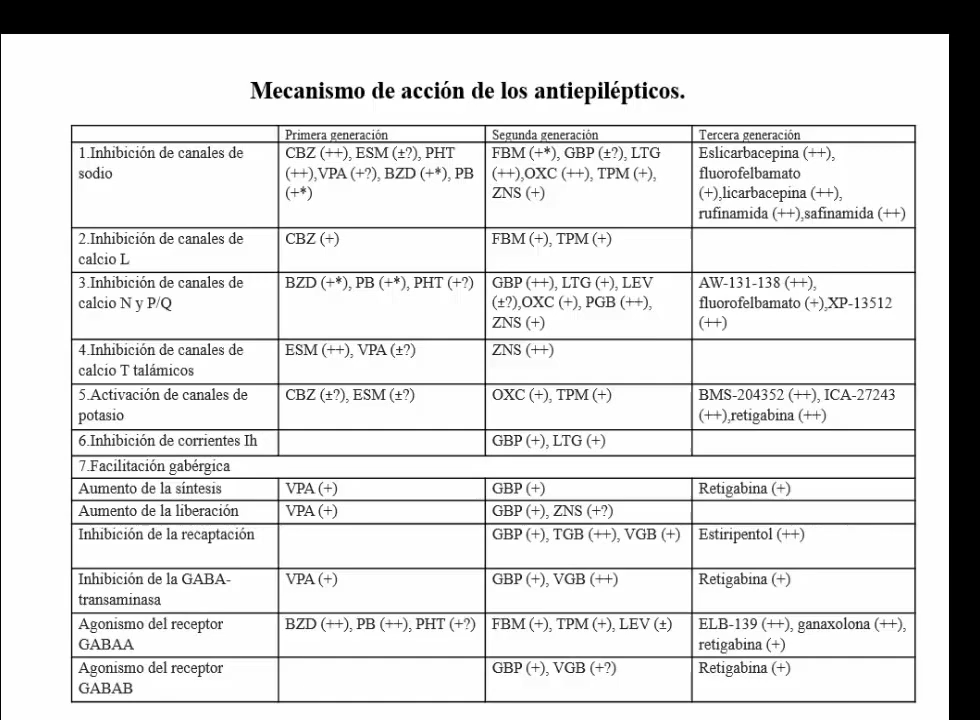 Mecanismo de acción de los antiepilépticos.
Primera generación
Segunda generación
Tercera generación
1.Inhibición de canales de
sodio
CBZ (++), ESM (±?), PHT
(++),VPA (+?), BZD (+*), PB
(+*)
FBM (+*), GBP (±?), LTG
(++),OXC (++), TPM (+),
ZNS (+)
Eslicarbacepina (++),
fluorofelbamato
(+),licarbacepina (++),
rufinamida (++),safinamida (++)
2.Inhibición de canales de
calcio L
CBZ (+)
FBM (+), TPM (+)
3.Inhibición de canales de
calcio N y P/Q
BZD (+*), PB (+*), PHT (+?)
GBP (++), LTG (+), LEV
(±?),OXC (+), PGB (++),
ZNS (+)
AW-131-138 (++),
fluorofelbamato (+),XP-13512
(++)
4.Inhibición de canales de
calcio T talámicos
ESM (++), VPA (±?)
ZNS (++)
5.Activación de canales de
potasio
CBZ (±?), ESM (±?)
OXC (+), TPM (+)
BMS-204352 (++), ICA-27243
(++),retigabina (++)
6.Inhibición de corrientes Ih
GBP (+), LTG (+)
7.Facilitación gabérgica
Aumento de la síntesis
VPA (+)
GBP (+)
Retigabina (+)
Aumento de la liberación
VPA (+)
GBP (+), ZNS (+?)
Inhibición de la recaptación
GBP (+), TGB (++), VGB (+)
Estiripentol (++)
Inhibición de la GABA-
transaminasa
VPA (+)
GBP (+), VGB (++)
Retigabina (+)
Agonismo del receptor
GABAA
BZD (++), PB (++), PHT (+?)
FBM (+), TPM (+), LEV (±)
ELB-139 (++), ganaxolona (++),
retigabina (+)
Agonismo del receptor
GABAB
GBP (+), VGB (+?)
Retigabina (+)